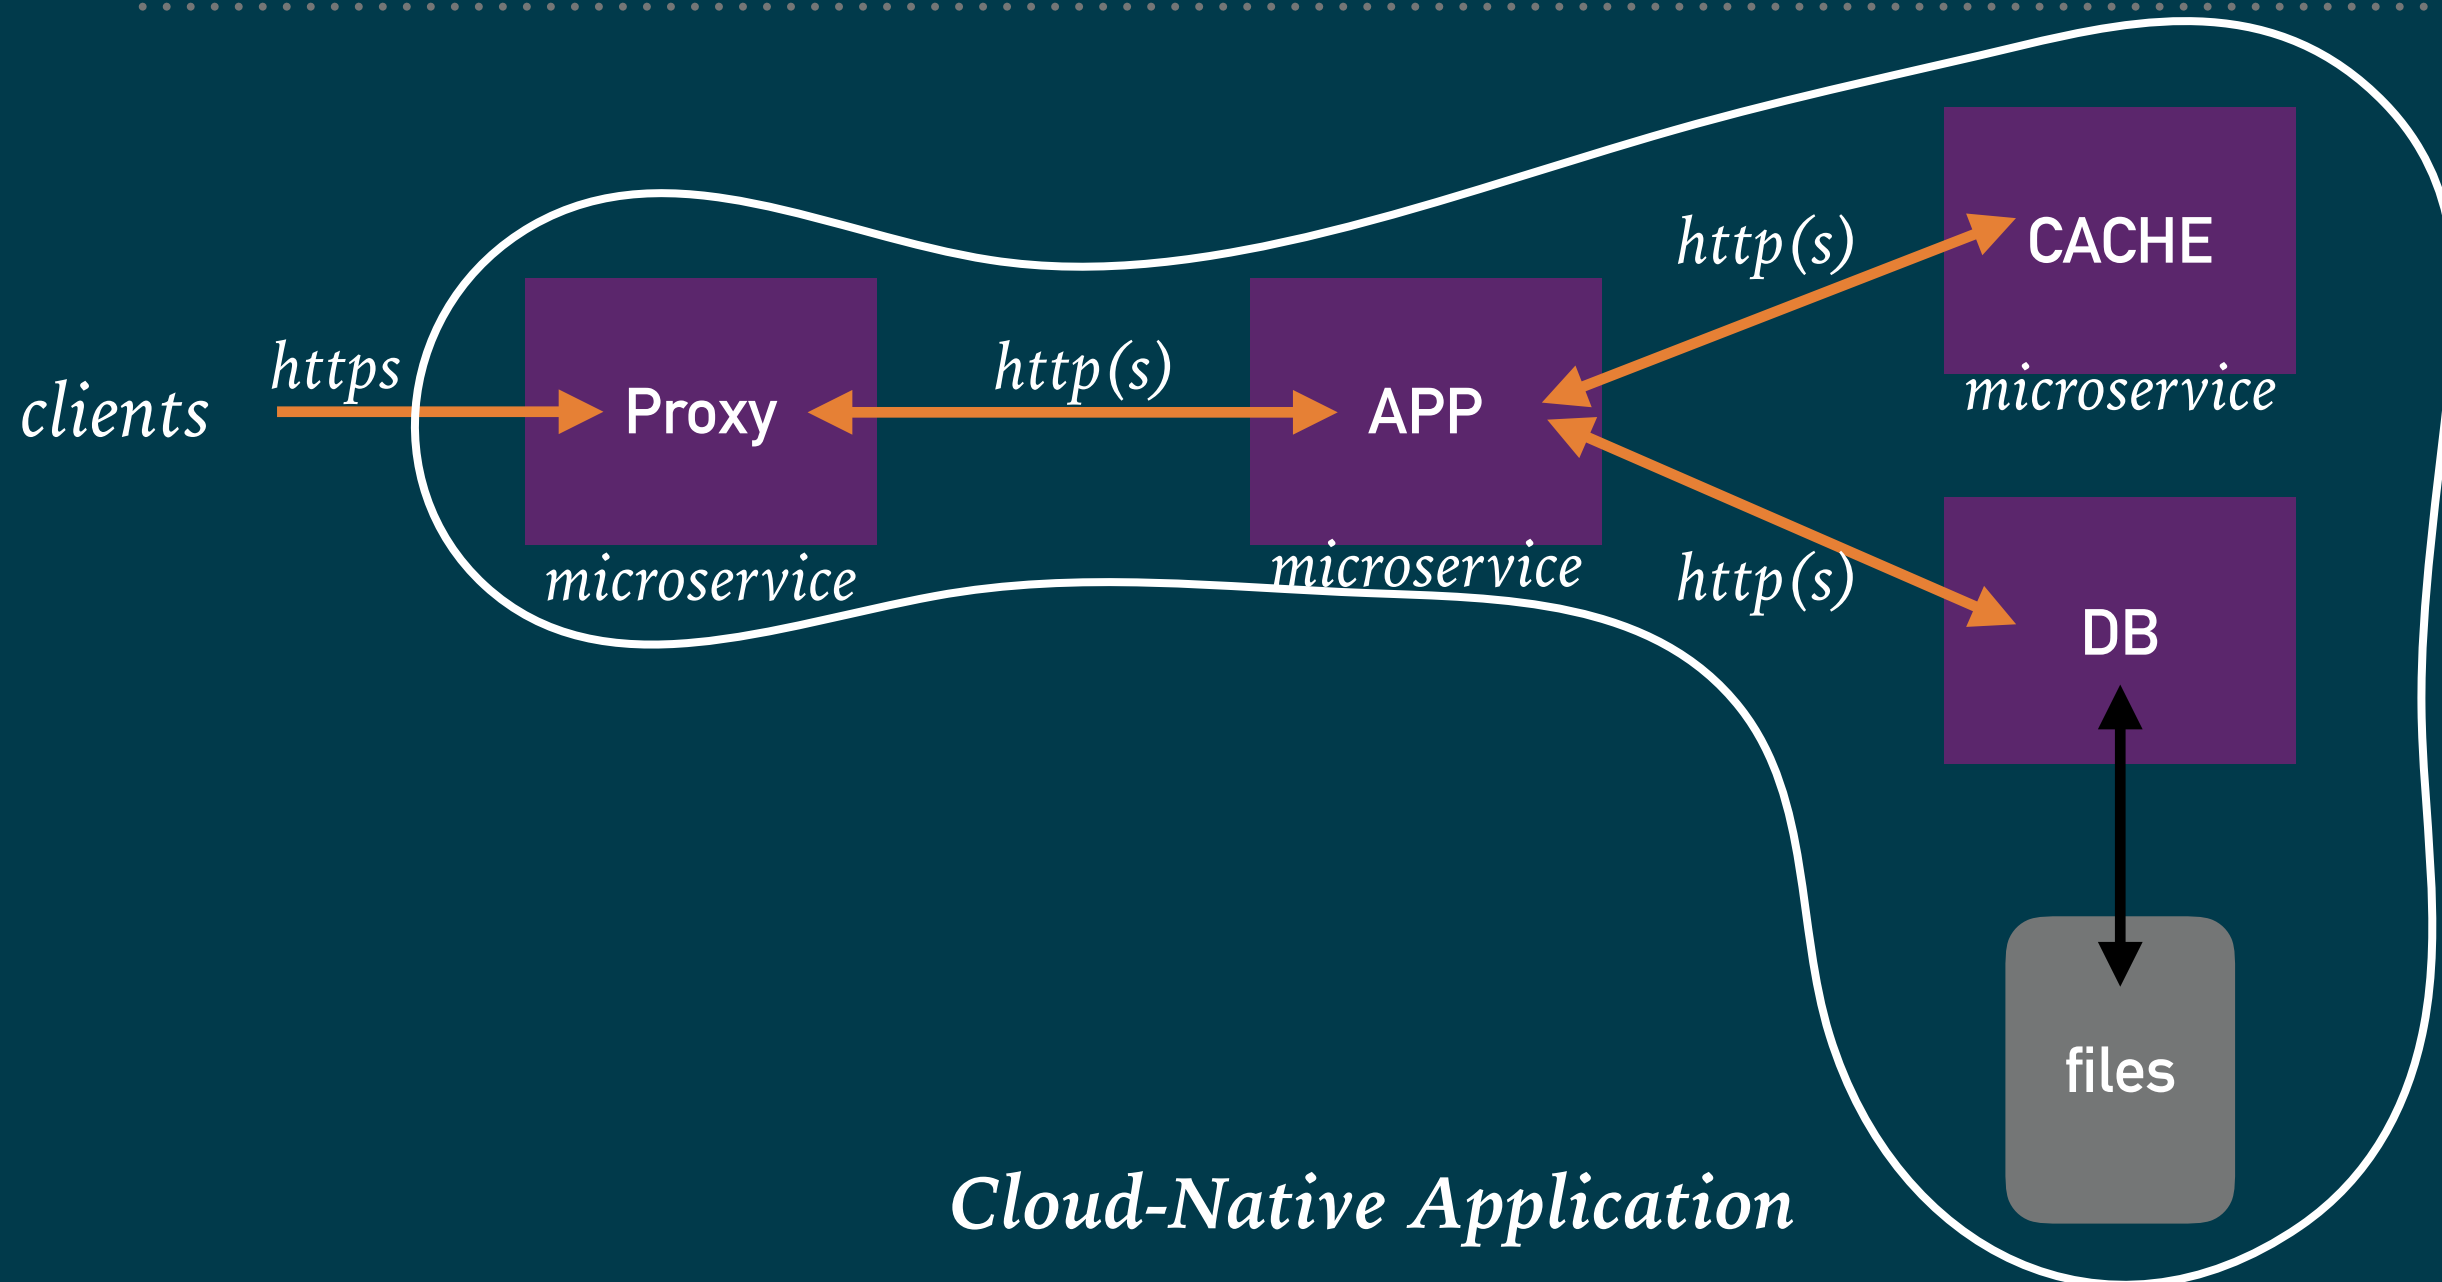 clients
https
Proxy
microservice
http(s)
APP
microservice
http(s)
CACHE
microservice
http(s)
DB
files
Cloud-Native Application